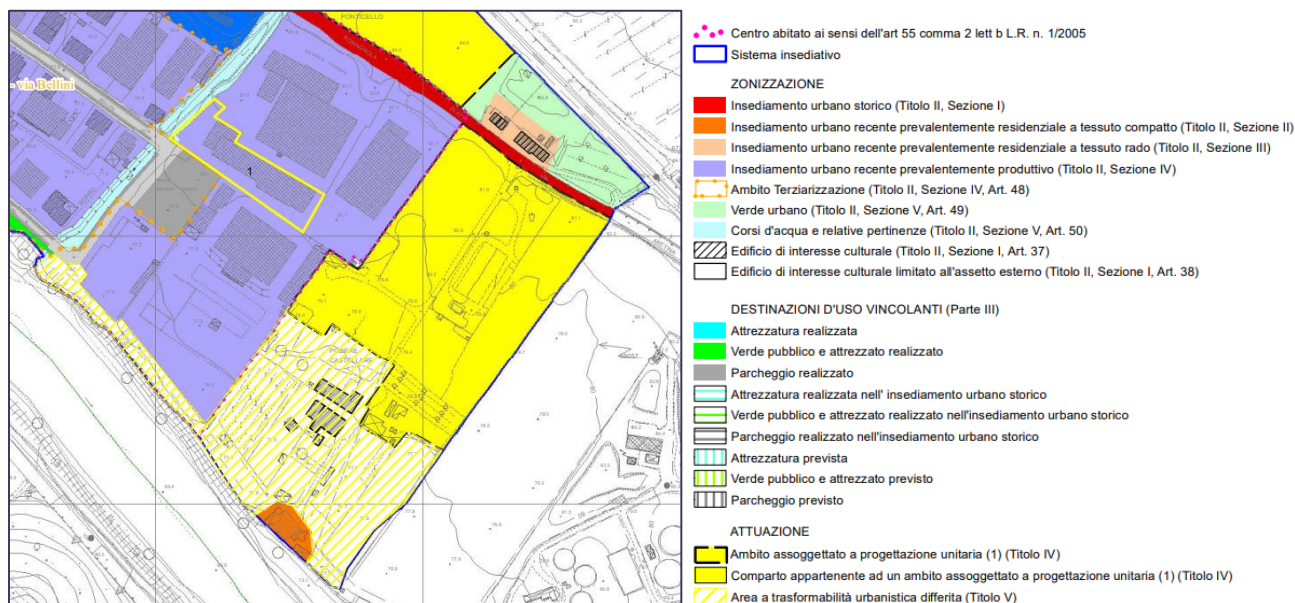 PONTICELLO
ROMAGNOLA
- via Bellini
1
ARETINA
PODERE
CASTELLARE
Centro abitato ai sensi dell'art 55 comma 2 lett b L.R. n. 1/2005
Sistema insediativo
ZONIZZAZIONE
Insediamento urbano storico (Titolo II, Sezione I)
Insediamento urbano recente prevalentemente residenziale a tessuto compatto (Titolo II, Sezione II)
Insediamento urbano recente prevalentemente residenziale a tessuto rado (Titolo II, Sezione III)
Insediamento urbano recente prevalentemente produttivo (Titolo II, Sezione IV)
Ambito Terziarizzazione (Titolo II, Sezione IV, Art. 48)
Verde urbano (Titolo II, Sezione V, Art. 49)
Corsi d'acqua e relative pertinenze (Titolo II, Sezione V, Art. 50)
Edificio di interesse culturale (Titolo II, Sezione I, Art. 37)
Edificio di interesse culturale limitato all'assetto esterno (Titolo II, Sezione I, Art. 38)
DESTINAZIONI D'USO VINCOLANTI (Parte III)
Attrezzatura realizzata
Verde pubblico e attrezzato realizzato
Parcheggio realizzato
Attrezzatura realizzata nell' insediamento urbano storico
Verde pubblico e attrezzato realizzato nell'insediamento urbano storico
Parcheggio realizzato nell'insediamento urbano storico
Attrezzatura prevista
Verde pubblico e attrezzato previsto
Parcheggio previsto
ATTUAZIONE
Ambito assoggettato a progettazione unitaria (1) (Titolo IV)
Comparto appartenente ad un ambito assoggettato a progettazione unitaria (1) (Titolo IV)
Area a trasformabilità urbanistica differita (Titolo V)